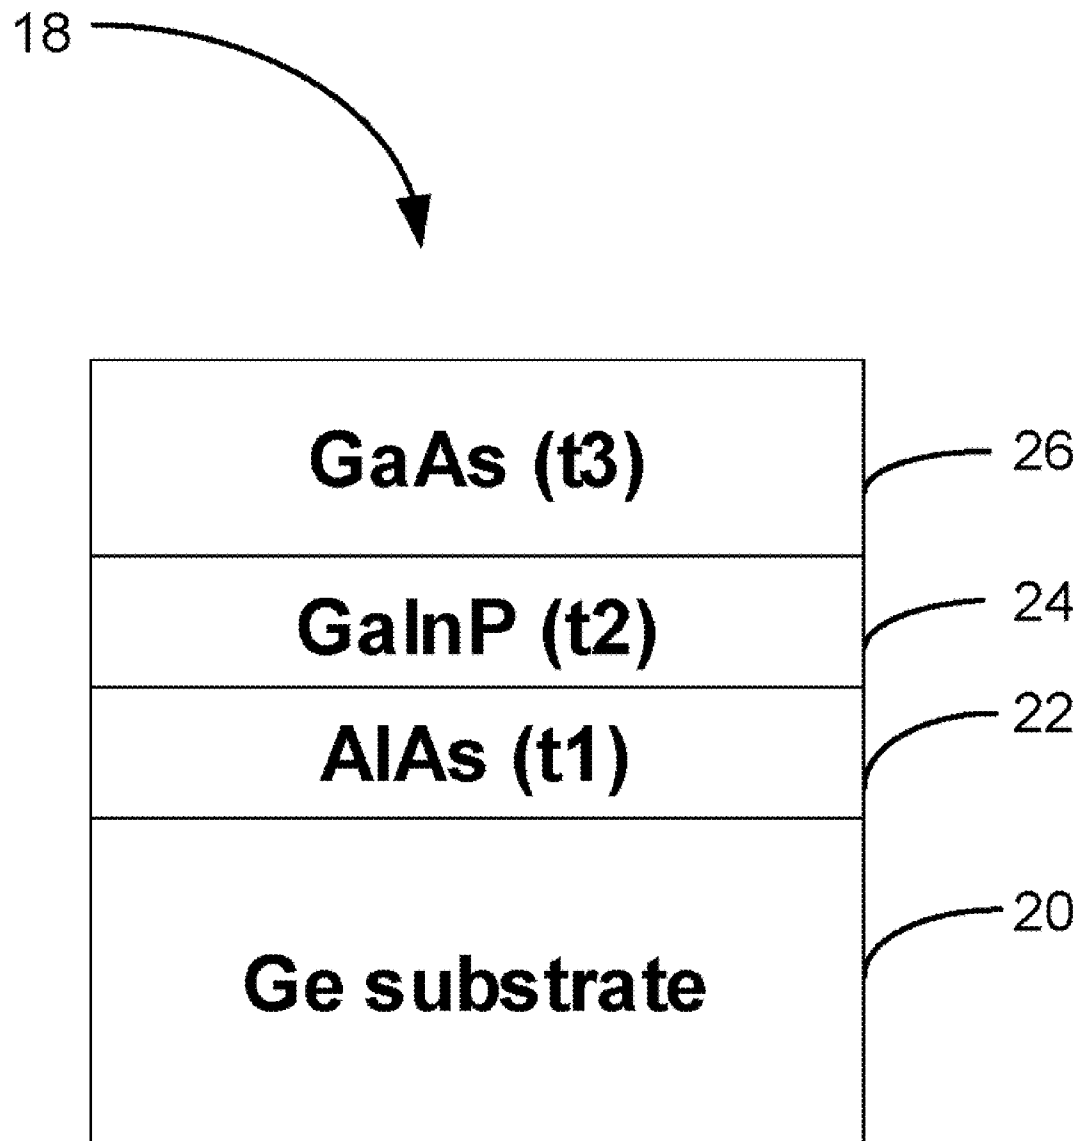 18
GaAs (t3)
26
GaInP (t2)
24
AlAs (t1)
22
Ge substrate
20